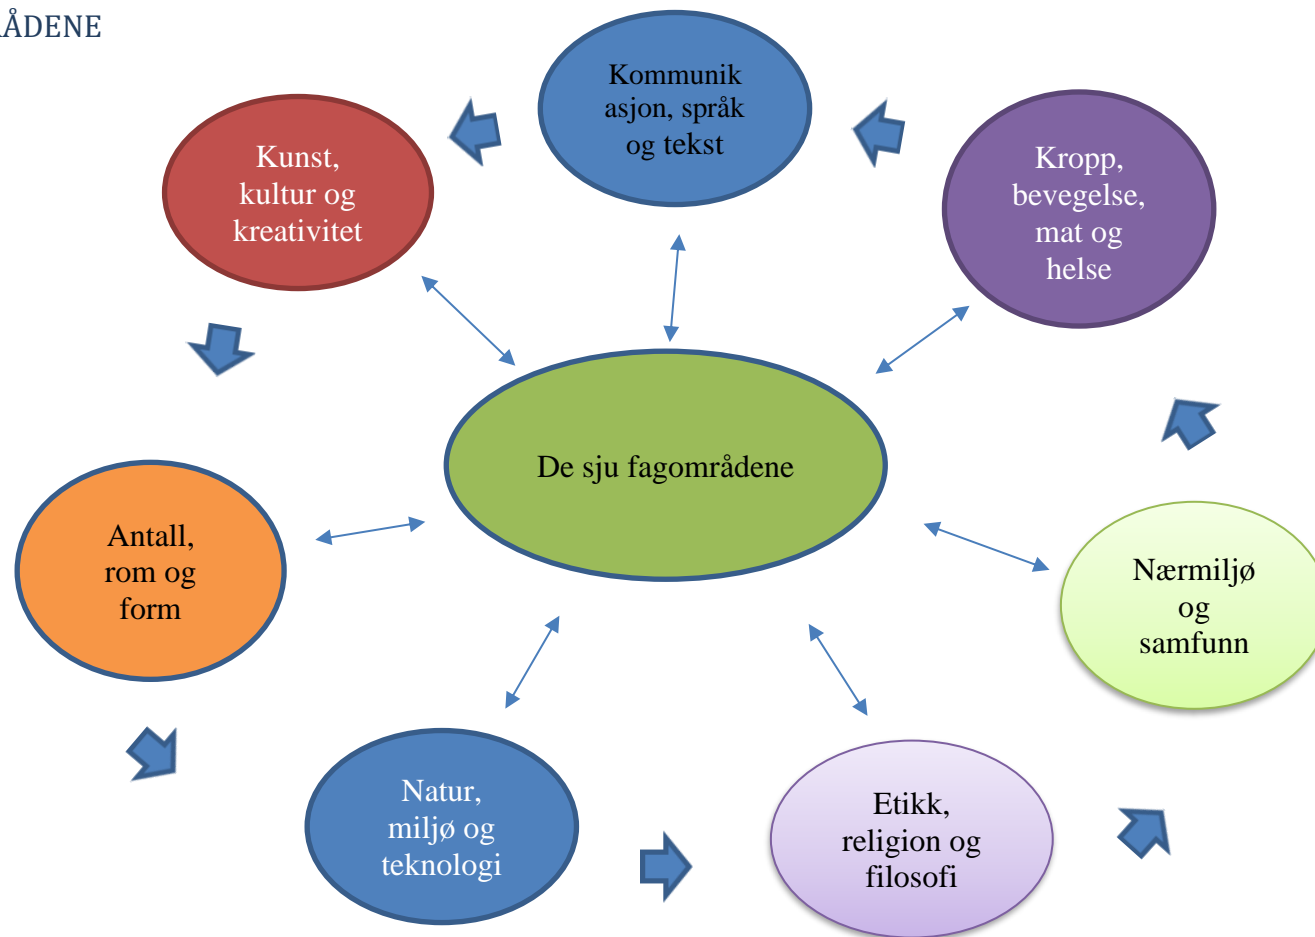 ÅDENE
Kommunik
asjon, språk
og tekst
Kunst,
kultur og
kreativitet
Kropp,
bevegelse,
mat og
helse
De sju fagområdene
Antall,
rom og
form
Nærmiljø
og
samfunn
Natur,
miljø og
teknologi
Etikk,
religion og
filosofi